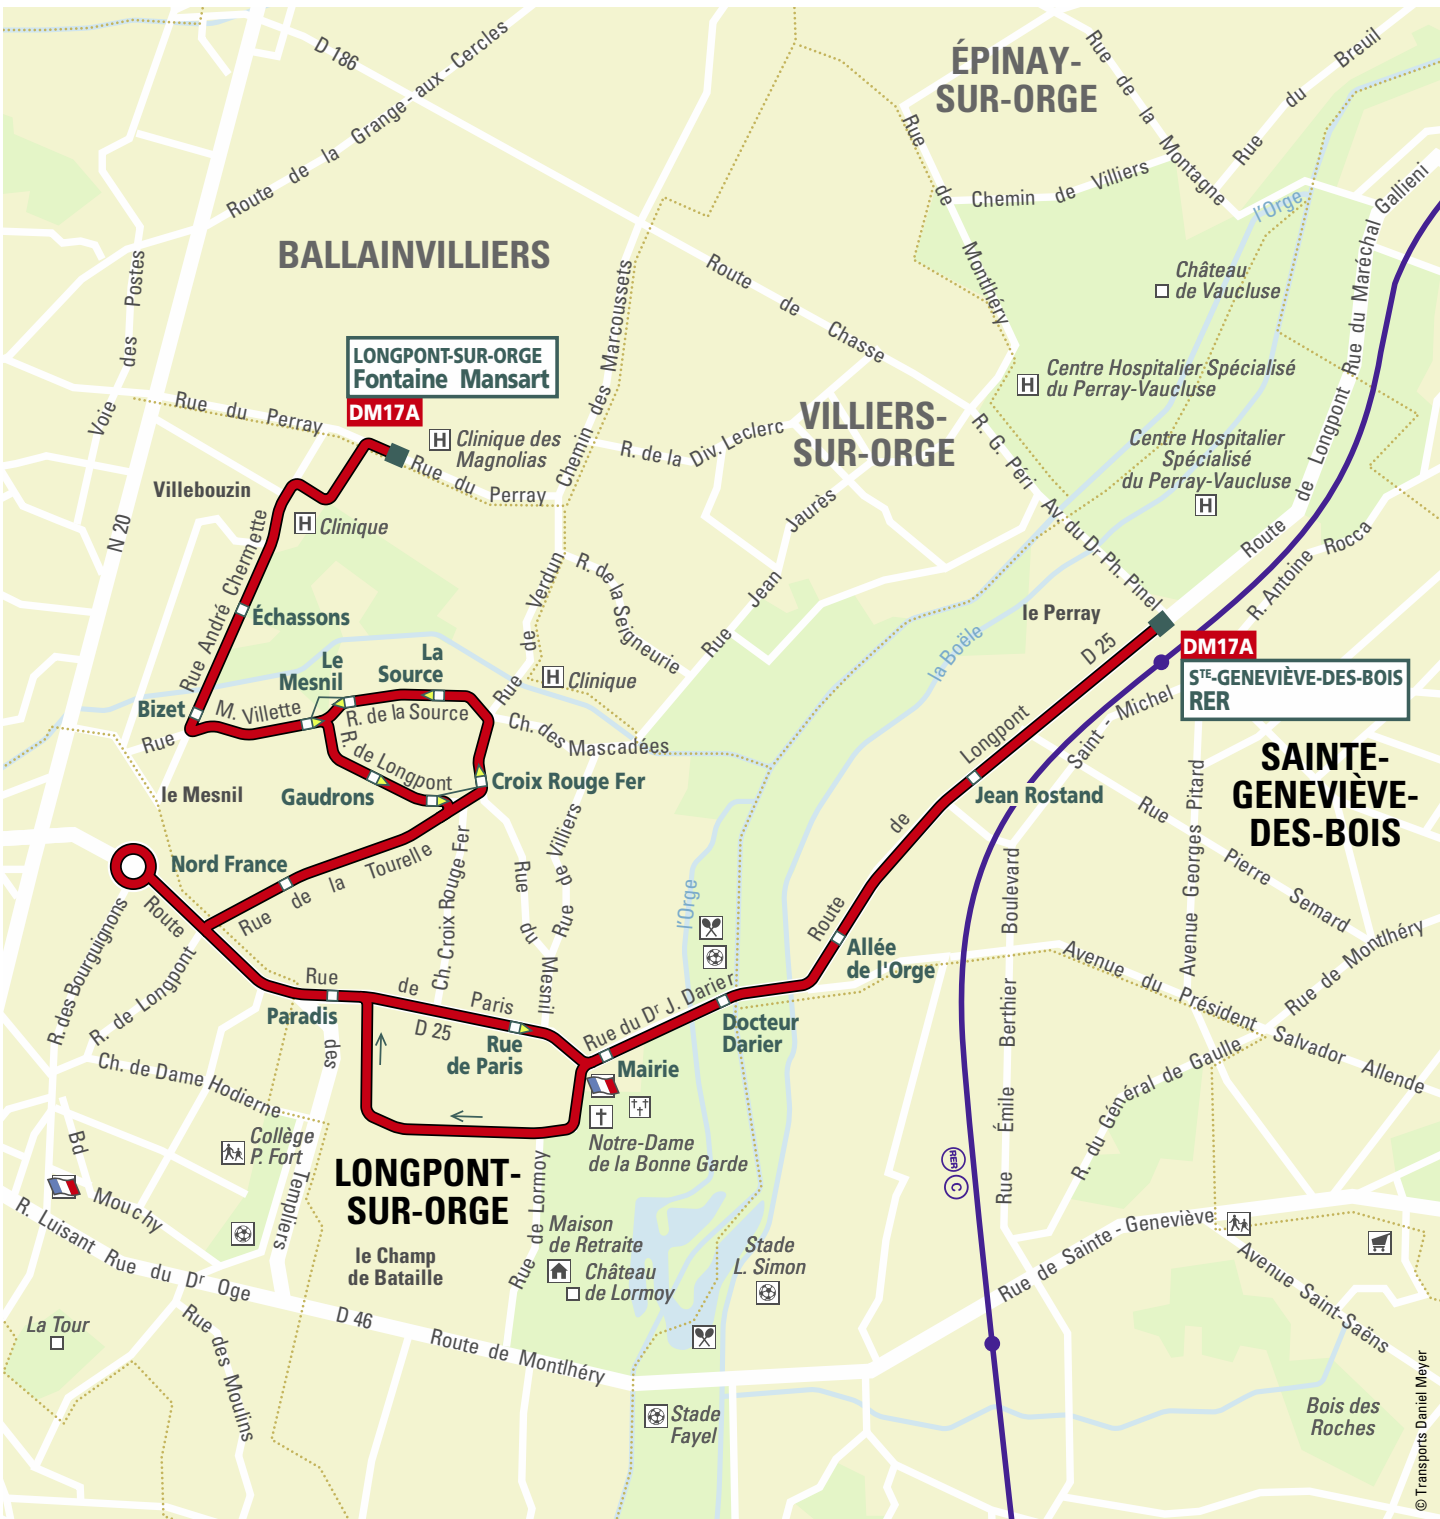 D 186
Route de la Grange-aux-Cercles
ÉPINAY-
SUR-ORGE
Rue de la Montagne
Rue du Breuil
Rue de Montlhéry
Chemin de Villiers
l'Orge
BALLAINVILLIERS
Voie des Postes
Route de Chasse
Château
de Vaucluse
Rue du Maréchal Gallieni
LONGPONT-SUR-ORGE
Fontaine Mansart
DM17A
Chemin des Marcoussets
Centre Hospitalier Spécialisé
du Perray-Vaucluse
H
Rue du Perray
H
Clinique des
Magnolias
R. de la Div. Leclerc
VILLIERS-
SUR-ORGE
R. G. Péri
Centre Hospitalier
Spécialisé
du Perray-Vaucluse
H
Rue du Perray
Villebouzin
N 20
H
Clinique
Rue André Chermette
Rue Jean Jaurès
Av. du Dr Ph. Pinel
Route de Longpont
R. Antoine Rocca
Rue de Verdun
R. de la Seigneurie
Échassons
le Perray
D 25
la Boële
DM17A
STE-GENEVIÈVE-DES-BOIS
RER
Le
Mesnil
La
Source
H
Clinique
Bizet
Rue M. Villette
R. de la Source
R. de Longpont
Ch. des Mascadées
Saint-Michel
SAINTE-
GENEVIÈVE-
DES-BOIS
le Mesnil
Gaudrons
Croix Rouge Fer
Route de Longpont
Jean Rostand
Nord France
Rue de la Tourelle
Ch. Croix Rouge Fer
Rue du Mesnil
Rue de Villiers
Rue Pierre Semard
Avenue Georges Pitard
Route
R. des Bourguignons
R. de Longpont
l'Orge
Boulevard
Allée
de l'Orge
Avenue du Président Salvador Allende
Rue de Montlhéry
Rue de Paris
D 25
Paradis
Rue
de Paris
Rue du Dr J. Darier
Docteur
Darier
Mairie
Rue Émile Berthier
R. du Général de Gaulle
Ch. de Dame Hodierne
des Templiers
Collège
P. Fort
Notre-Dame
de la Bonne Garde
RER C
Bd Mouchy
LONGPONT-
SUR-ORGE
Rue de Lormoy
Maison
de Retraite
Château
de Lormoy
Stade
L. Simon
Rue de Sainte-Geneviève
Avenue Saint-Saëns
R. Luisant
Rue du Dr Oge
le Champ
de Bataille
D 46
Route de Montlhéry
La Tour
Rue des Moulins
Stade
Fayel
Bois des
Roches
© Transports Daniel Meyer